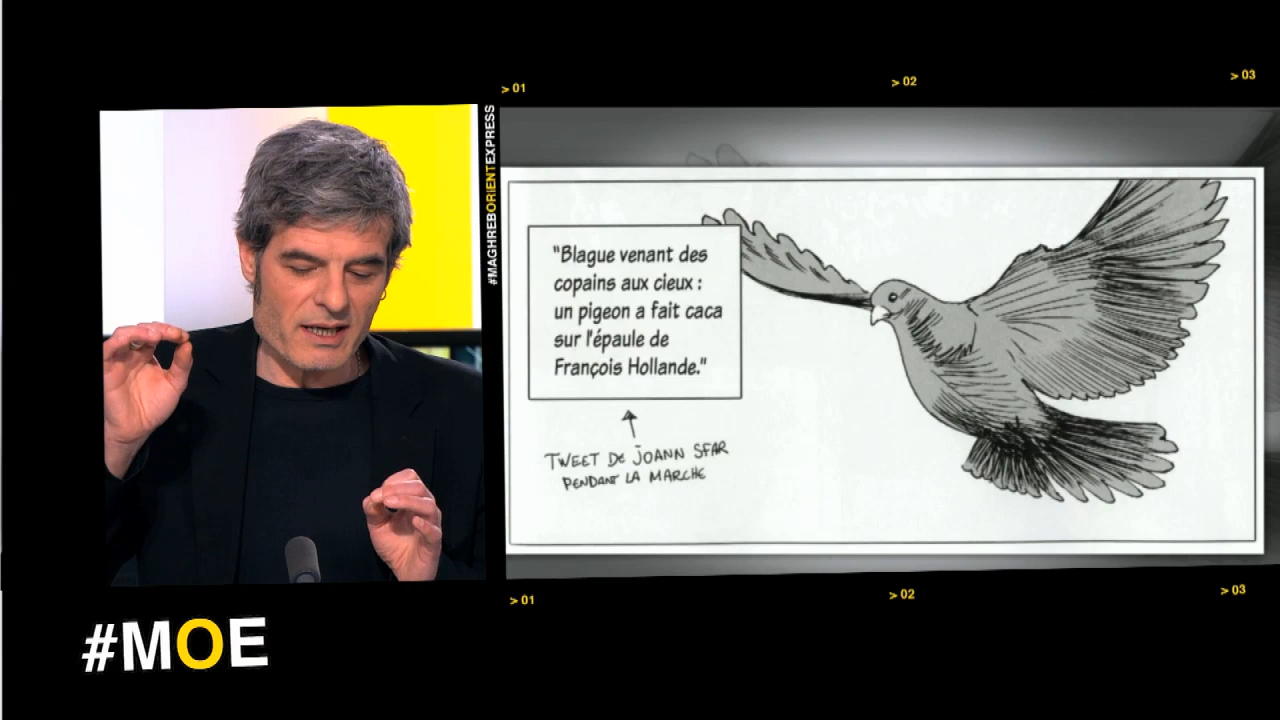 > 01
> 02
> 03
#MAGHREBORIENTEXPRESS
"Blague venant des
copains aux cieux :
un pigeon a fait caca
sur l'épaule de
François Hollande."
TWEET De JOANN SFAR
PENDANT LA MARCHE
> 01
> 02
> 03
#MOE